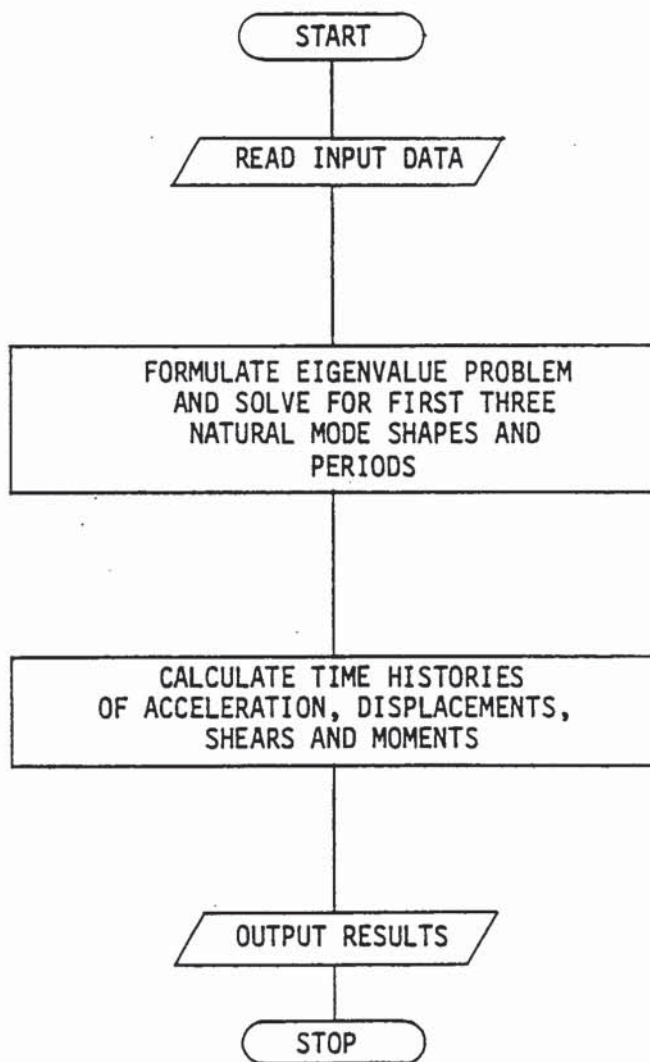 START
READ INPUT DATA
FORMULATE EIGENVALUE PROBLEM
AND SOLVE FOR FIRST THREE
NATURAL MODE SHAPES AND
PERIODS
CALCULATE TIME HISTORIES
OF ACCELERATION, DISPLACEMENTS,
SHEARS AND MOMENTS
OUTPUT RESULTS
STOP